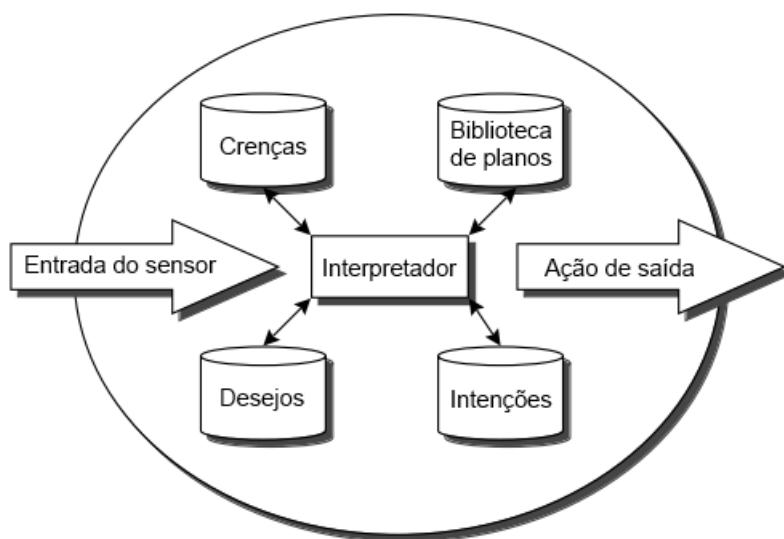 Crenças
Biblioteca
de planos
Entrada do sensor
Interpretador
Ação de saída
Desejos
Intenções